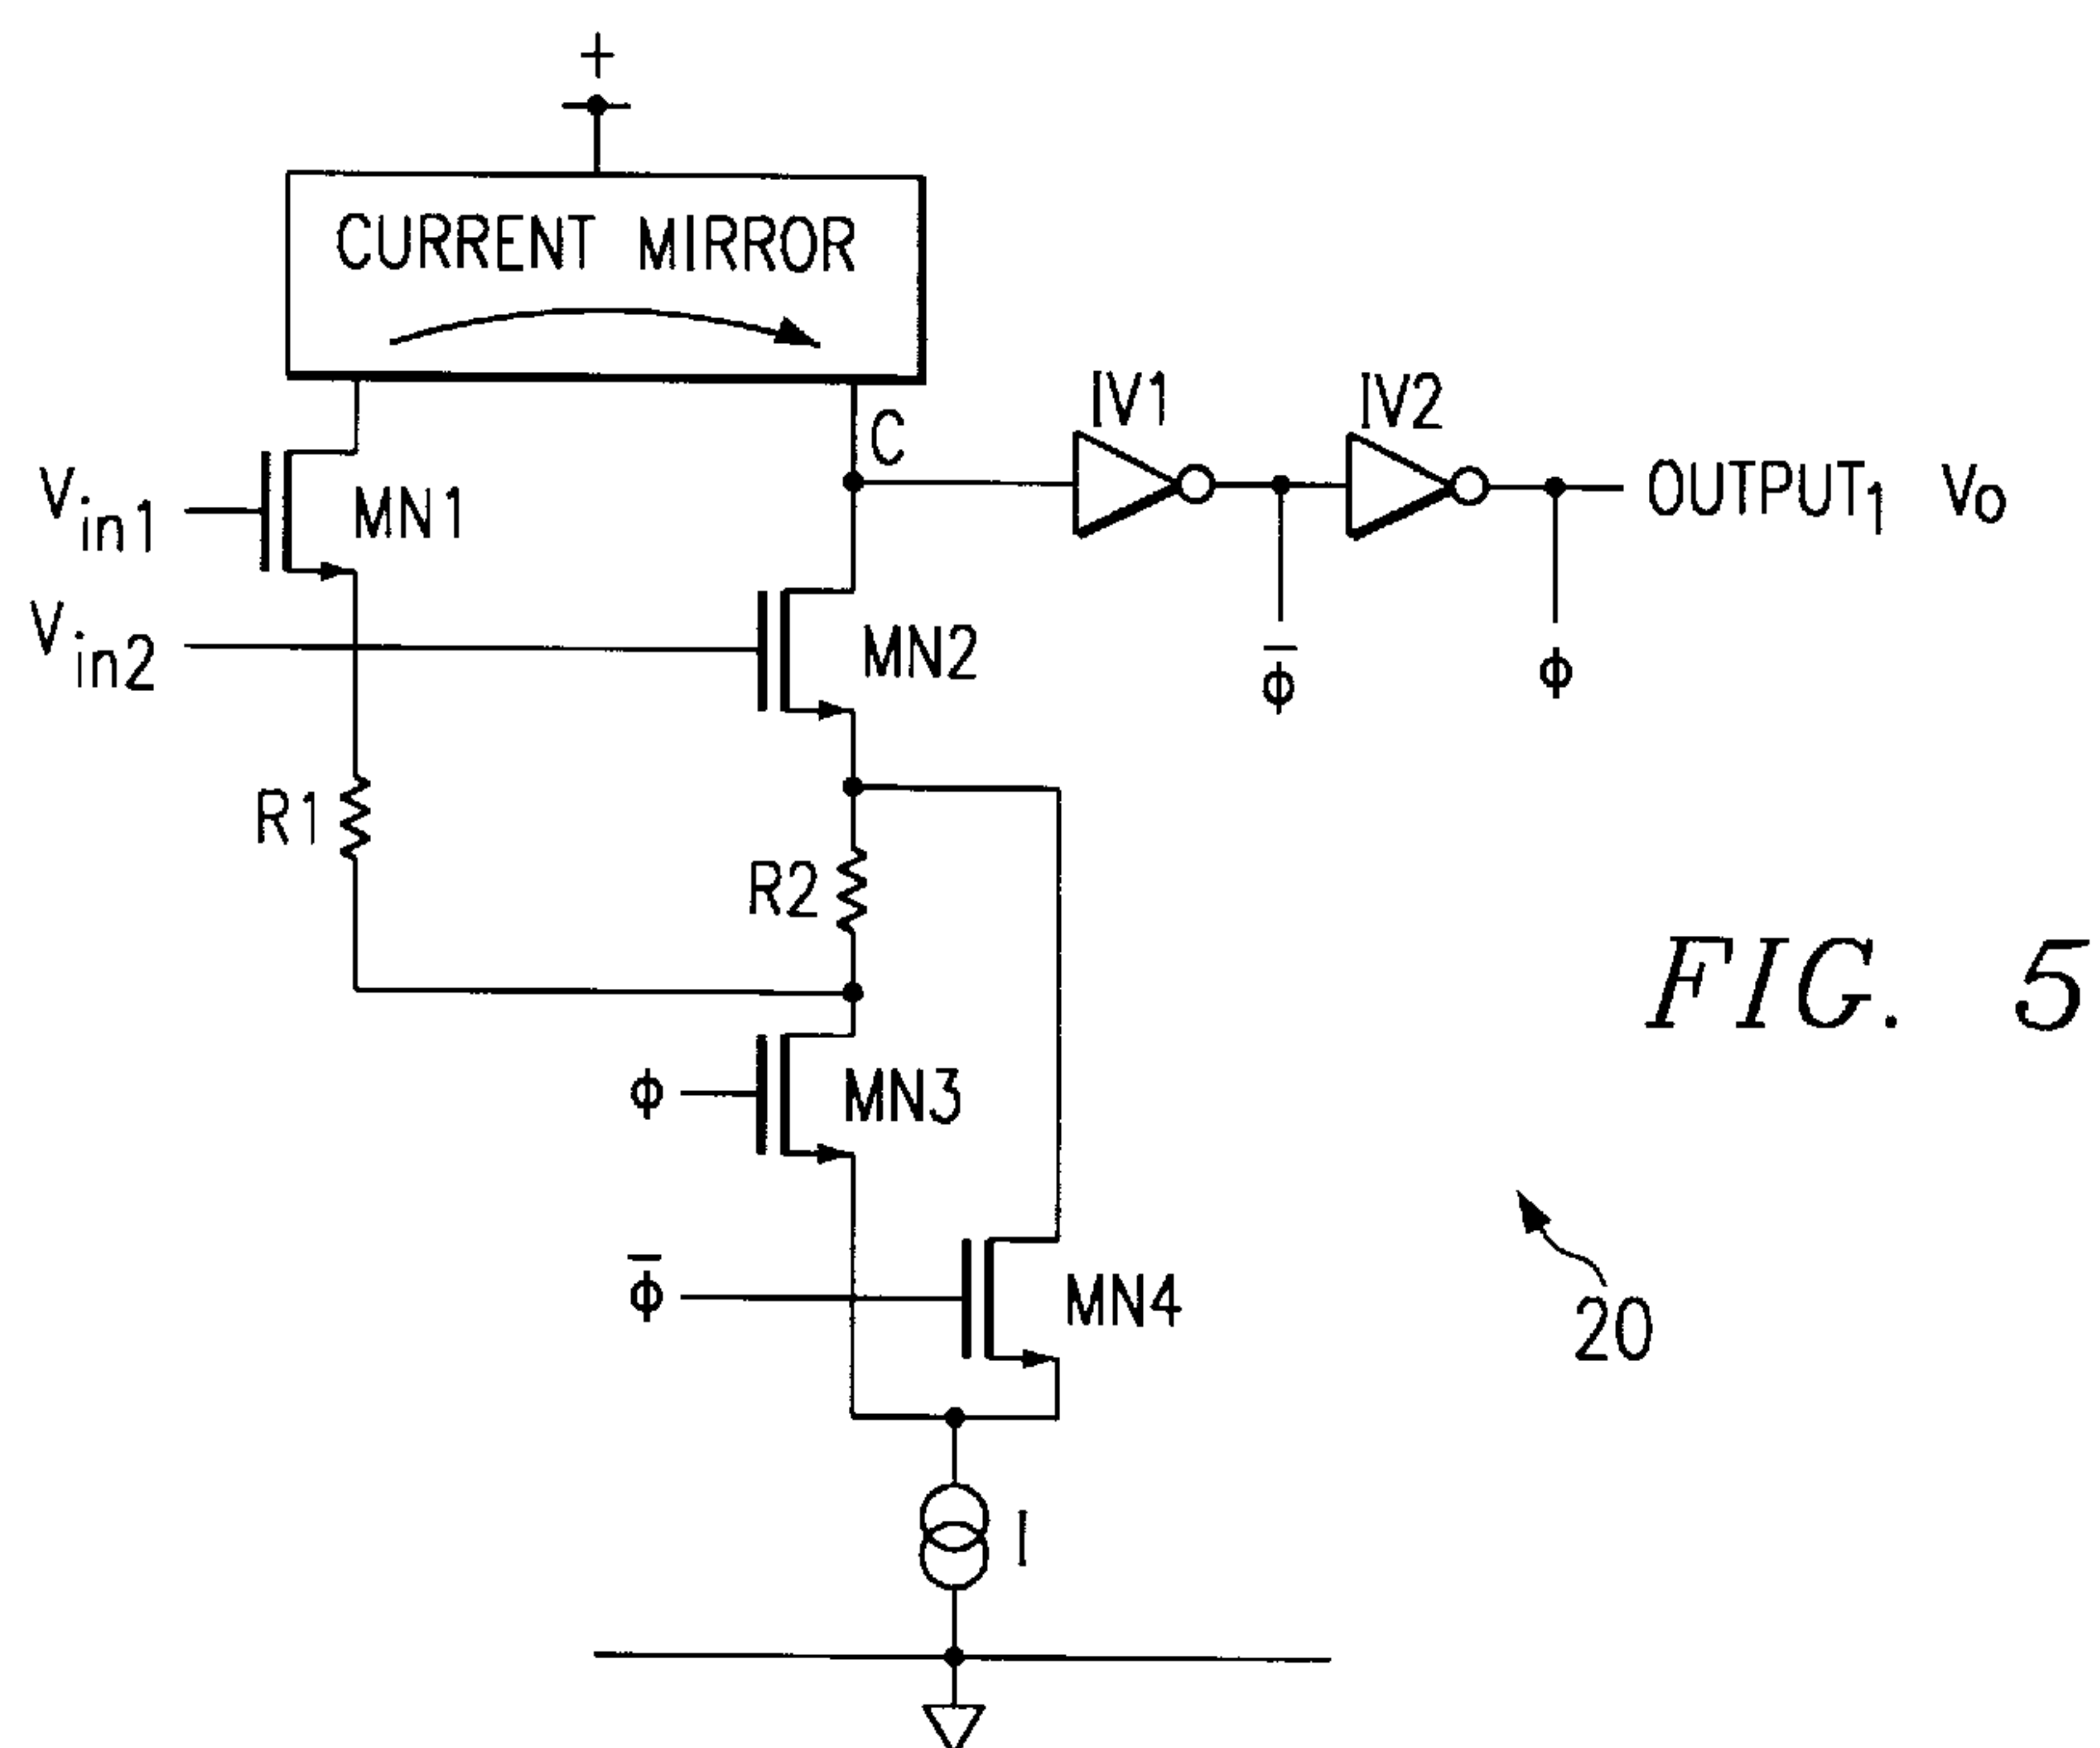 +
CURRENT MIRROR
C
IV1
IV2
Vin1
MN1
OUTPUT1 Vo
Vin2
MN2
ϕ̅
ϕ
R1
R2
FIG. 5
ϕ
MN3
ϕ̅
MN4
20
I